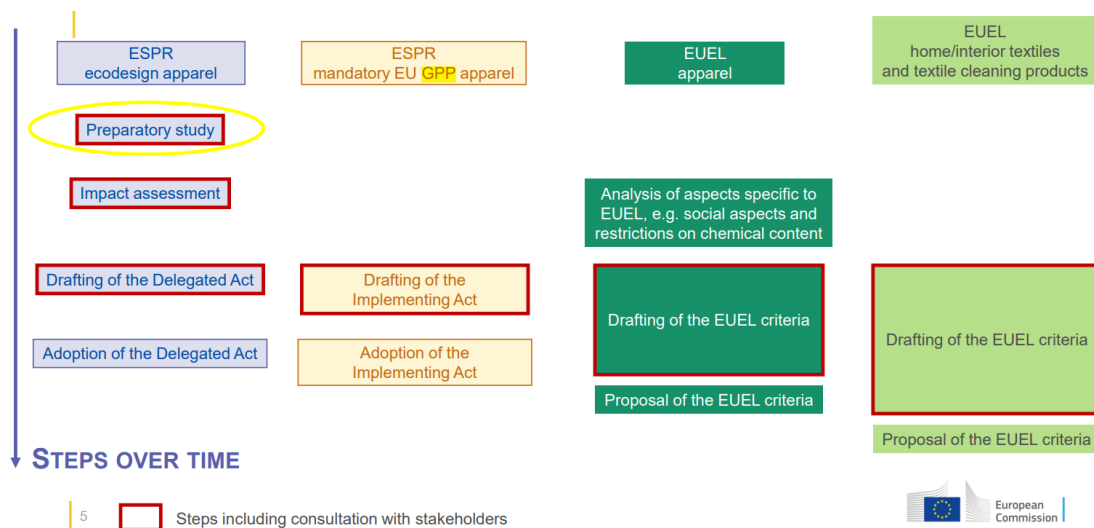 ESPR
ecodesign apparel
ESPR
mandatory EU GPP apparel
EUEL
apparel
EUEL
home/interior textiles
and textile cleaning products
Preparatory study
Impact assessment
Analysis of aspects specific to
EUEL, e.g. social aspects and
restrictions on chemical content
Drafting of the Delegated Act
Drafting of the
Implementing Act
Drafting of the EUEL criteria
Drafting of the EUEL criteria
Adoption of the Delegated Act
Adoption of the
Implementing Act
Proposal of the EUEL criteria
Proposal of the EUEL criteria
STEPS OVER TIME
5
Steps including consultation with stakeholders
European
Commission